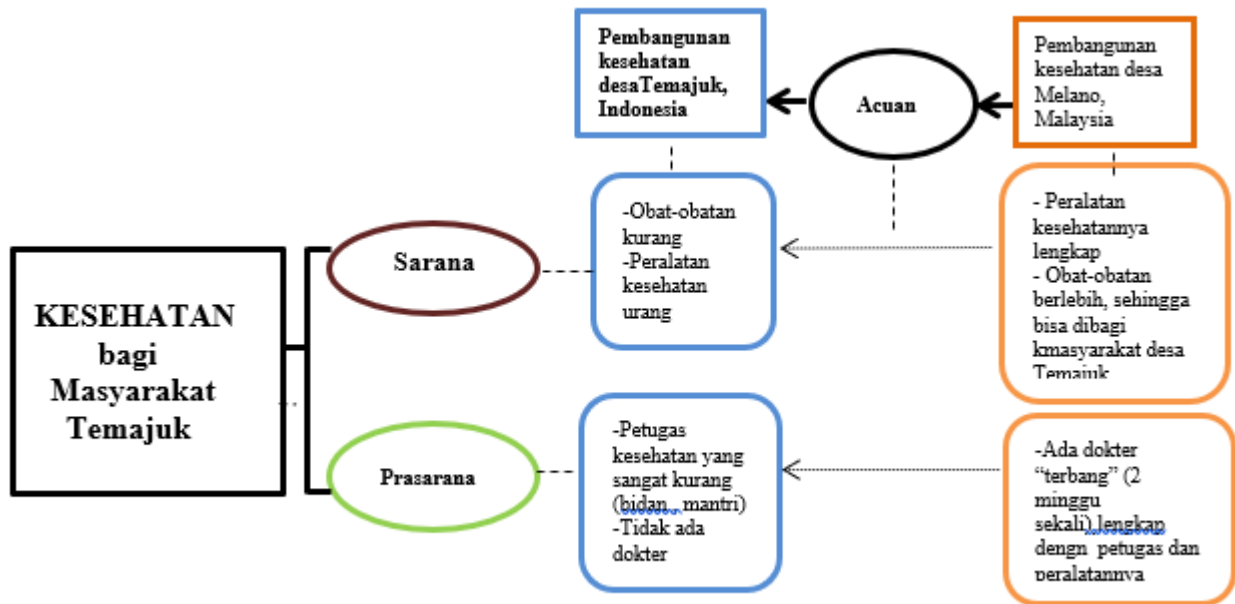 Pembangunan
kesehatan
desaTemajuk,
Indonesia
Acuan
Pembangunan
kesehatan desa
Melano,
Malaysia
KESEHATAN
bagi
Masyarakat
Temajuk
Sarana
-Obat-obatan
kurang
-Peralatan
kesehatan
urang
- Peralatan
kesehatannya
lengkap
- Obat-obatan
berlebih, sehingga
bisa dibagi
kmasyarakat desa
Temajuk
Prasarana
-Petugas
kesehatan yang
sangat kurang
(bidan , mantri)
-Tidak ada
dokter
-Ada dokter
“terbang” (2
minggu
sekali),lengkap
dengn petugas dan
peralatannya